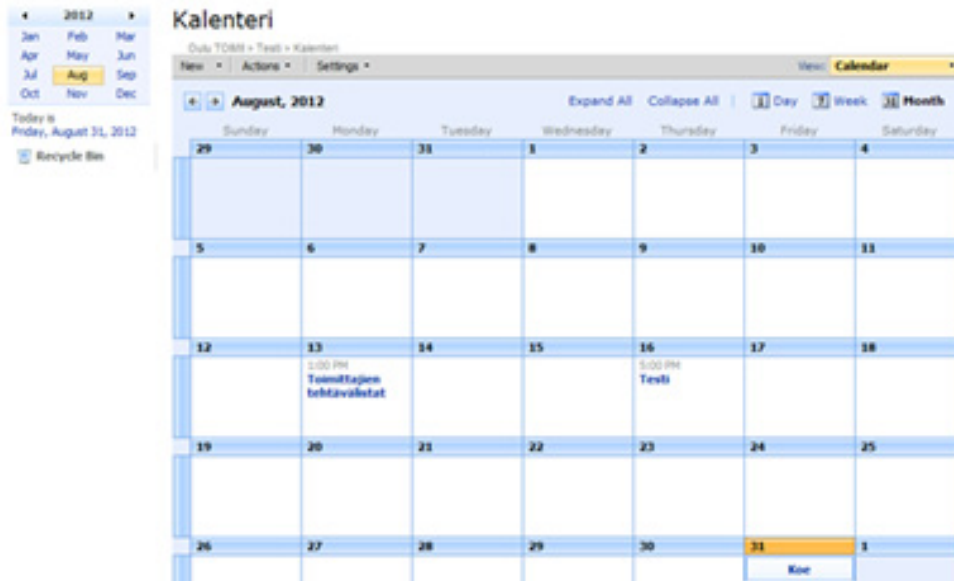 2012
Jan Feb Mar
Apr May Jun
Jul Aug Sep
Oct Nov Dec
Today is
Friday, August 31, 2012
Recycle Bin
Kalenteri
Oulu TOIMII > Testi > Kalenteri
New Actions Settings View: Calendar
August, 2012 Expand All Collapse All | 1 Day 7 Week 31 Month
Sunday Monday Tuesday Wednesday Thursday Friday Saturday
29 30 31 1 2 3 4
5 6 7 8 9 10 11
12 13 14 15 16 17 18
1:00 PM 5:00 PM
Toimittajien Testi
tehtävälistat
19 20 21 22 23 24 25
26 27 28 29 30 31 1
Koe